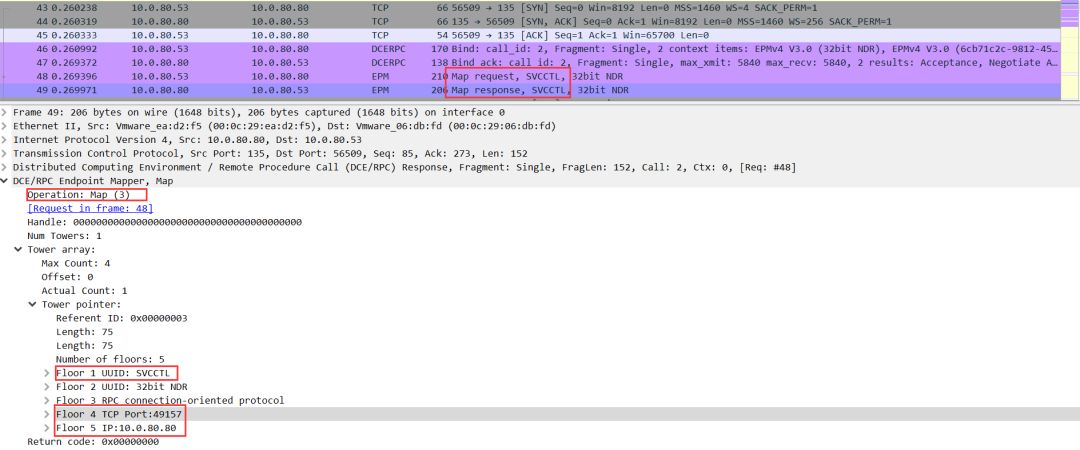 43 0.260238 10.0.80.53 10.0.80.80 TCP 66 56509 → 135 [SYN] Seq=0 Win=8192 Len=0 MSS=1460 WS=4 SACK_PERM=1
44 0.260319 10.0.80.80 10.0.80.53 TCP 66 135 → 56509 [SYN, ACK] Seq=0 Ack=1 Win=8192 Len=0 MSS=1460 WS=256 SACK_PERM=1
45 0.260333 10.0.80.53 10.0.80.80 TCP 54 56509 → 135 [ACK] Seq=1 Ack=1 Win=65700 Len=0
46 0.260992 10.0.80.53 10.0.80.80 DCERPC 170 Bind: call_id: 2, Fragment: Single, 2 context items: EPMv4 V3.0 (32bit NDR), EPMv4 V3.0 (6cb71c2c-9812-45…
47 0.269372 10.0.80.80 10.0.80.53 DCERPC 138 Bind_ack: call_id: 2, Fragment: Single, max_xmit: 5840 max_recv: 5840, 2 results: Acceptance, Negotiate A…
48 0.269396 10.0.80.53 10.0.80.80 EPM 210 Map request, SVCCTL, 32bit NDR
49 0.269971 10.0.80.80 10.0.80.53 EPM 206 Map response, SVCCTL, 32bit NDR
Frame 49: 206 bytes on wire (1648 bits), 206 bytes captured (1648 bits) on interface 0
Ethernet II, Src: Vmware_ea:d2:f5 (00:0c:29:ea:d2:f5), Dst: Vmware_06:db:fd (00:0c:29:06:db:fd)
Internet Protocol Version 4, Src: 10.0.80.80, Dst: 10.0.80.53
Transmission Control Protocol, Src Port: 135, Dst Port: 56509, Seq: 85, Ack: 273, Len: 152
Distributed Computing Environment / Remote Procedure Call (DCE/RPC) Response, Fragment: Single, FragLen: 152, Call: 2, Ctx: 0, [Req: #48]
DCE/RPC Endpoint Mapper, Map
Operation: Map (3)
[Request in frame: 48]
Handle: 0000000000000000000000000000000000000000
Num Towers: 1
Tower array:
Max Count: 4
Offset: 0
Actual Count: 1
Tower pointer:
Referent ID: 0x00000003
Length: 75
Length: 75
Number of floors: 5
Floor 1 UUID: SVCCTL
Floor 2 UUID: 32bit NDR
Floor 3 RPC connection-oriented protocol
Floor 4 TCP Port:49157
Floor 5 IP:10.0.80.80
Return code: 0x00000000